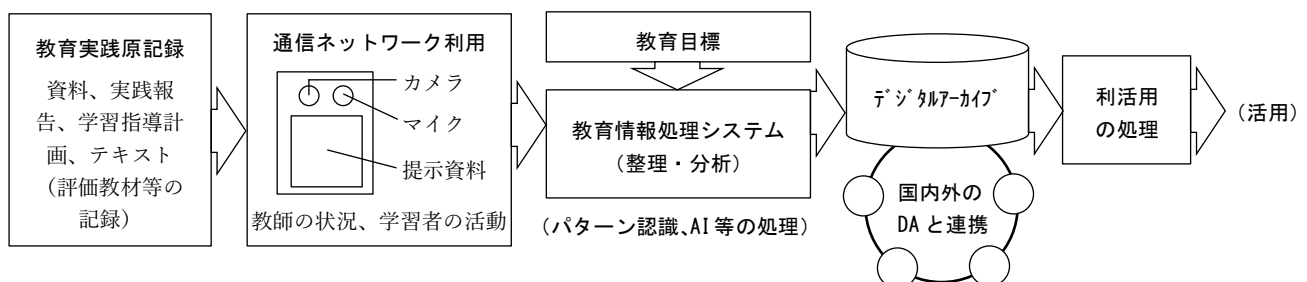 教育実践原記録
資料、実践報
告、学習指導計
画、テキスト
(評価教材等の
記録)
通信ネットワーク利用
カメラ
マイク
提示資料
教師の状況、学習者の活動
教育目標
教育情報処理システム
(整理・分析)
(パターン認識、AI等の処理)
デジタルアーカイブ
国内外の
DAと連携
利活用
の処理
(活用)